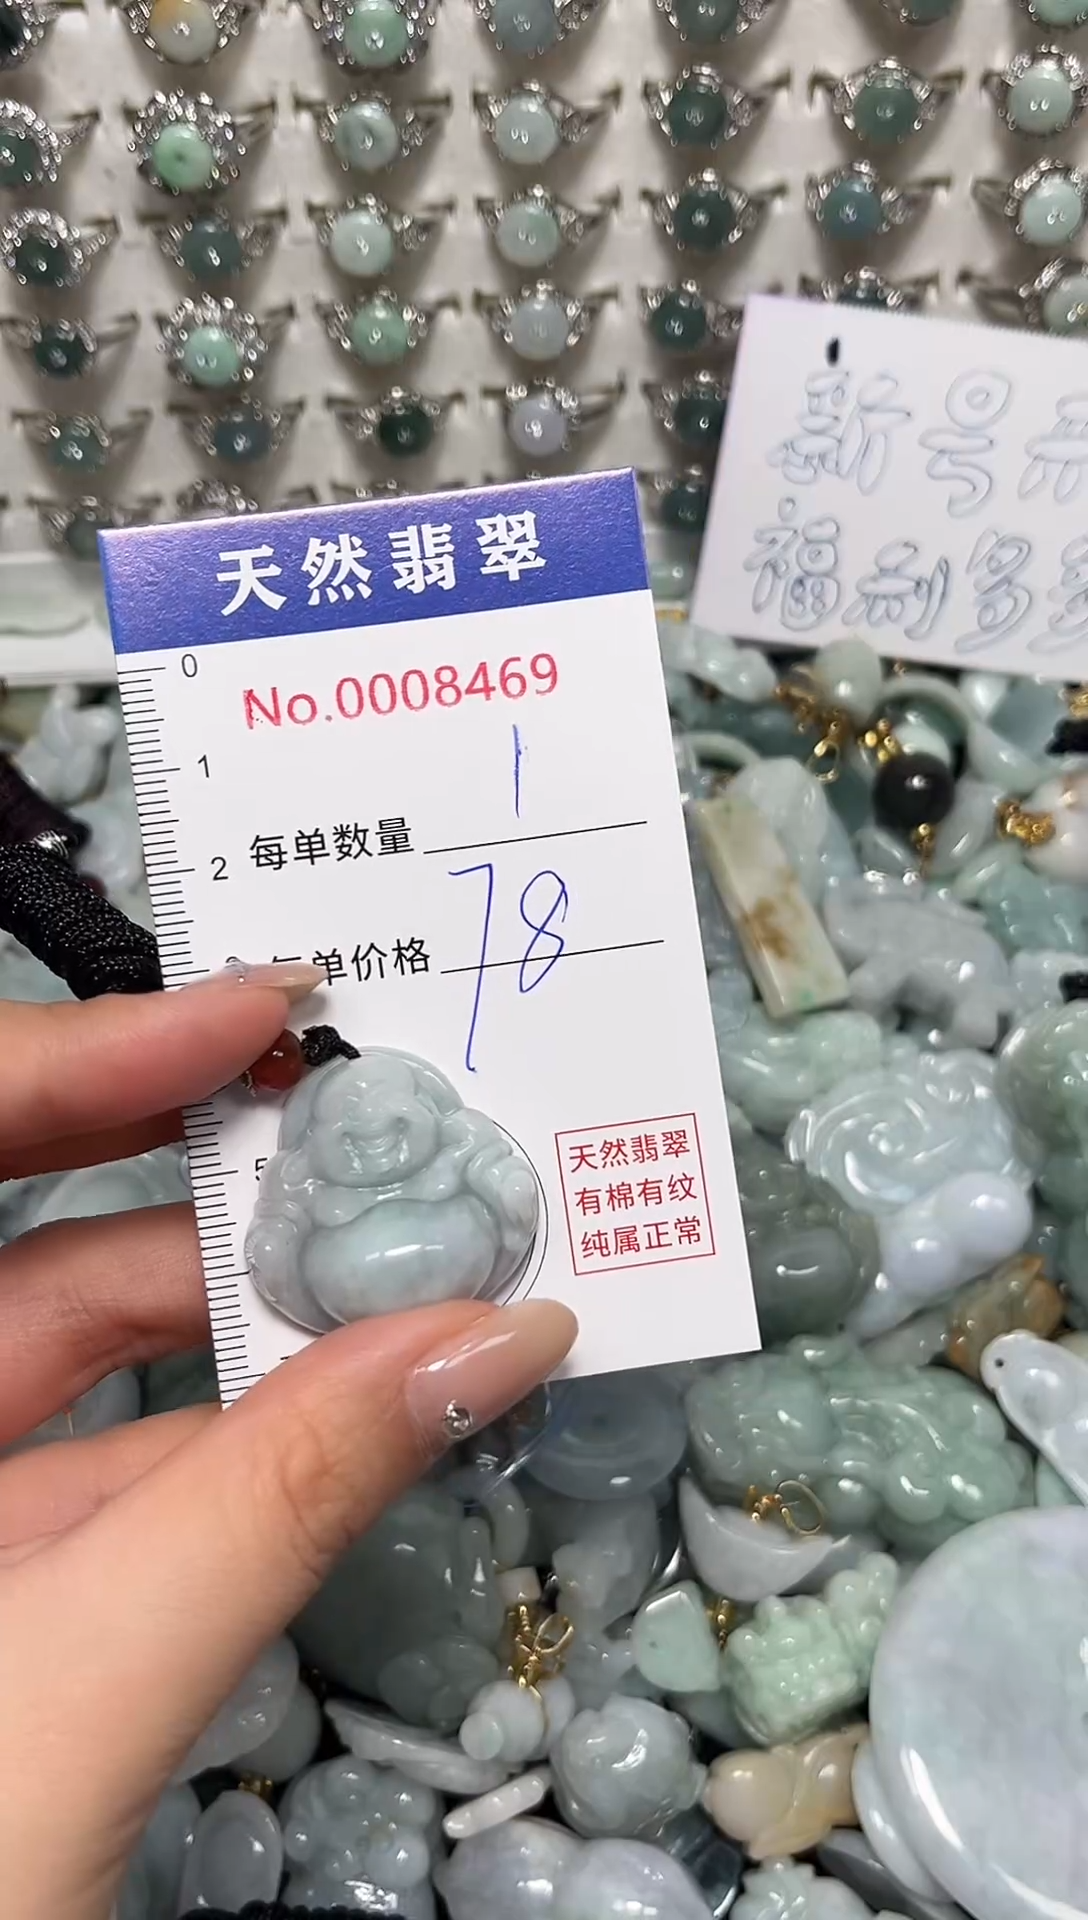 新号
福利多多
天然翡翠
No.0008469
每单数量 1
每单价格 78
天然翡翠
有棉有纹
纯属正常
0
1
2
5